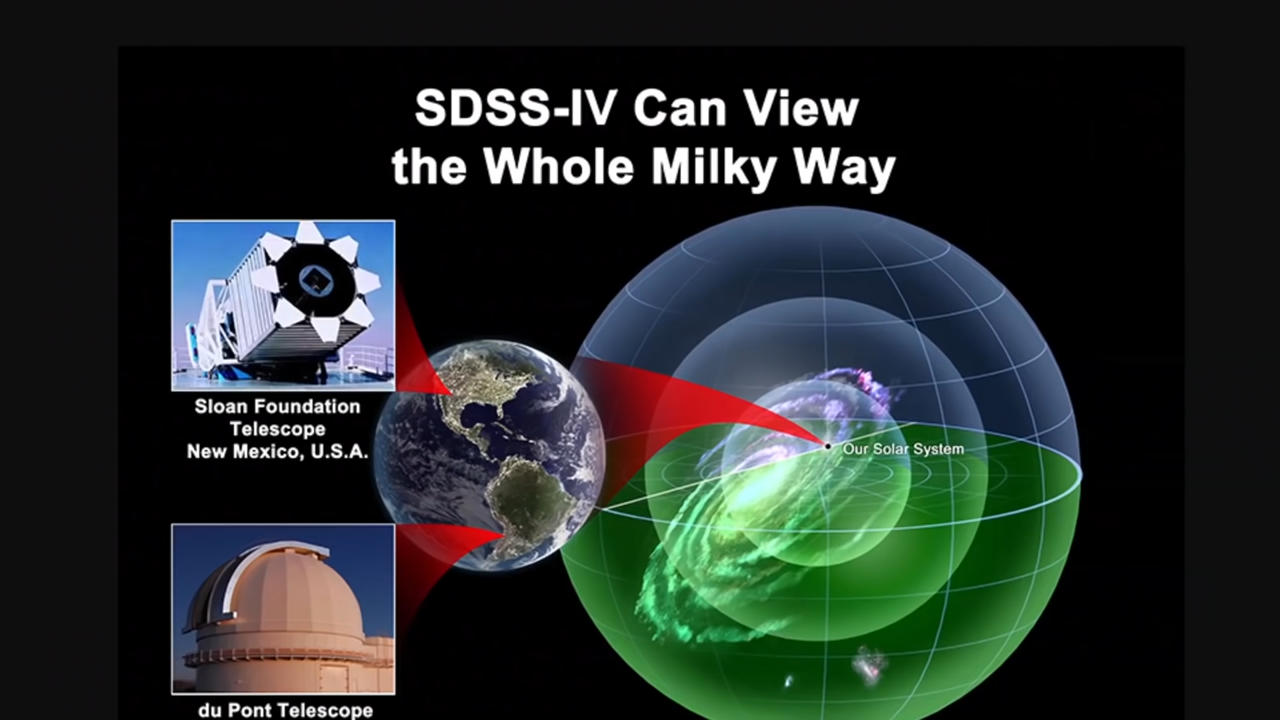 SDSS-IV Can View
the Whole Milky Way
Sloan Foundation
Telescope
New Mexico, U.S.A.
Our Solar System
du Pont Telescope